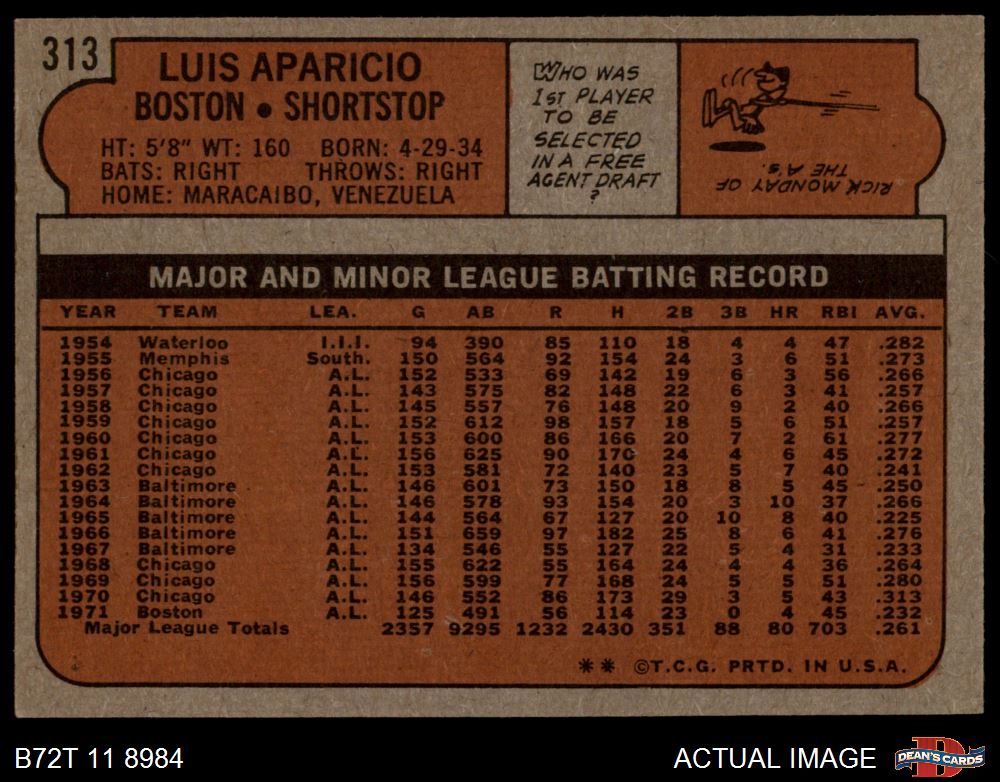 313
LUIS APARICIO
BOSTON • SHORTSTOP
HT: 5'8" WT: 160 BORN: 4-29-34
BATS: RIGHT THROWS: RIGHT
HOME: MARACAIBO, VENEZUELA
WHO WAS
1ST PLAYER
TO BE
SELECTED
IN A FREE
AGENT DRAFT
?
RICK MONDAY OF
THE A'S.
MAJOR AND MINOR LEAGUE BATTING RECORD
YEAR TEAM LEA. G AB R H 2B 3B HR RBI AVG.
1954 Waterloo I.I.I. 94 390 85 110 18 4 4 47 .282
1955 Memphis South. 150 564 92 154 24 3 6 51 .273
1956 Chicago A.L. 152 533 69 142 19 6 3 56 .266
1957 Chicago A.L. 143 575 82 148 22 6 3 41 .257
1958 Chicago A.L. 145 557 76 148 20 9 2 40 .266
1959 Chicago A.L. 152 612 98 157 18 5 6 51 .257
1960 Chicago A.L. 153 600 86 166 20 7 2 61 .277
1961 Chicago A.L. 156 625 90 170 24 4 6 45 .272
1962 Chicago A.L. 153 581 72 140 23 5 7 40 .241
1963 Baltimore A.L. 146 601 73 150 18 8 5 45 .250
1964 Baltimore A.L. 146 578 93 154 20 3 10 37 .266
1965 Baltimore A.L. 144 564 67 127 20 10 8 40 .225
1966 Baltimore A.L. 151 659 97 182 25 8 6 41 .276
1967 Baltimore A.L. 134 546 55 127 22 5 4 31 .233
1968 Chicago A.L. 155 622 55 164 24 4 4 36 .264
1969 Chicago A.L. 156 599 77 168 24 5 5 51 .280
1970 Chicago A.L. 146 552 86 173 29 3 5 43 .313
1971 Boston A.L. 125 491 56 114 23 0 4 45 .232
Major League Totals 2357 9295 1232 2430 351 88 80 703 .261
** ©T.C.G. PRTD. IN U.S.A.
B72T 11 8984
ACTUAL IMAGE
D
DEAN'S CARDS